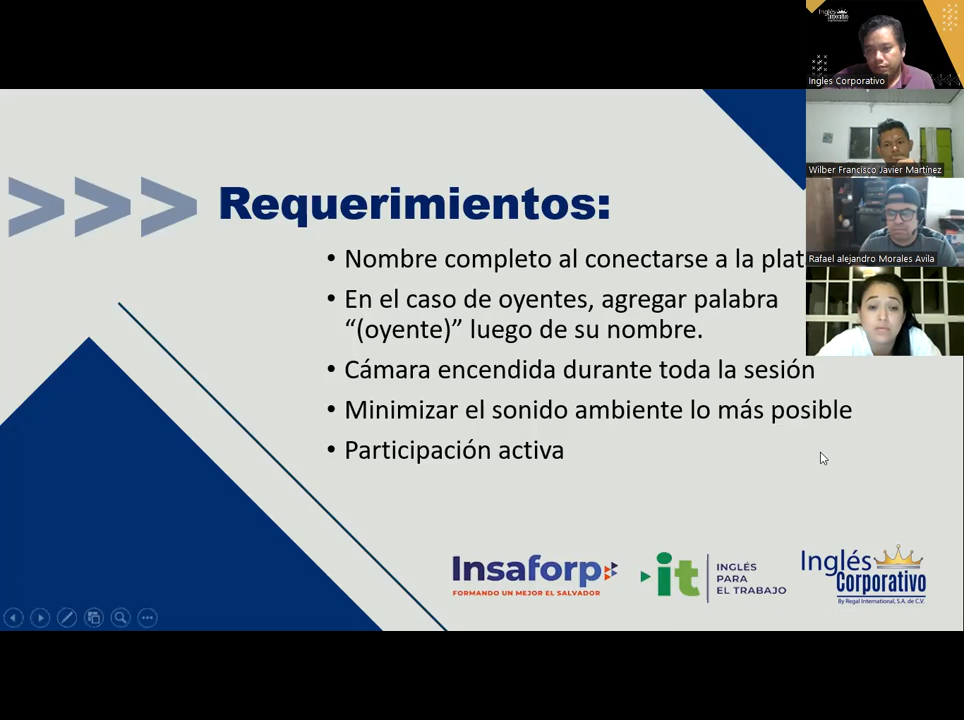 Inglés
Corporativo
Ingles Corporativo
Wilber Francisco Javier Martínez
Rafael alejandro Morales Avila
>>> Requerimientos:
• Nombre completo al conectarse a la plat
• En el caso de oyentes, agregar palabra
“(oyente)” luego de su nombre.
• Cámara encendida durante toda la sesión
• Minimizar el sonido ambiente lo más posible
• Participación activa
Insaforp
FORMANDO UN MEJOR EL SALVADOR
it
INGLÉS
PARA
EL TRABAJO
Inglés
Corporativo
By Regal International, S.A. de C.V.